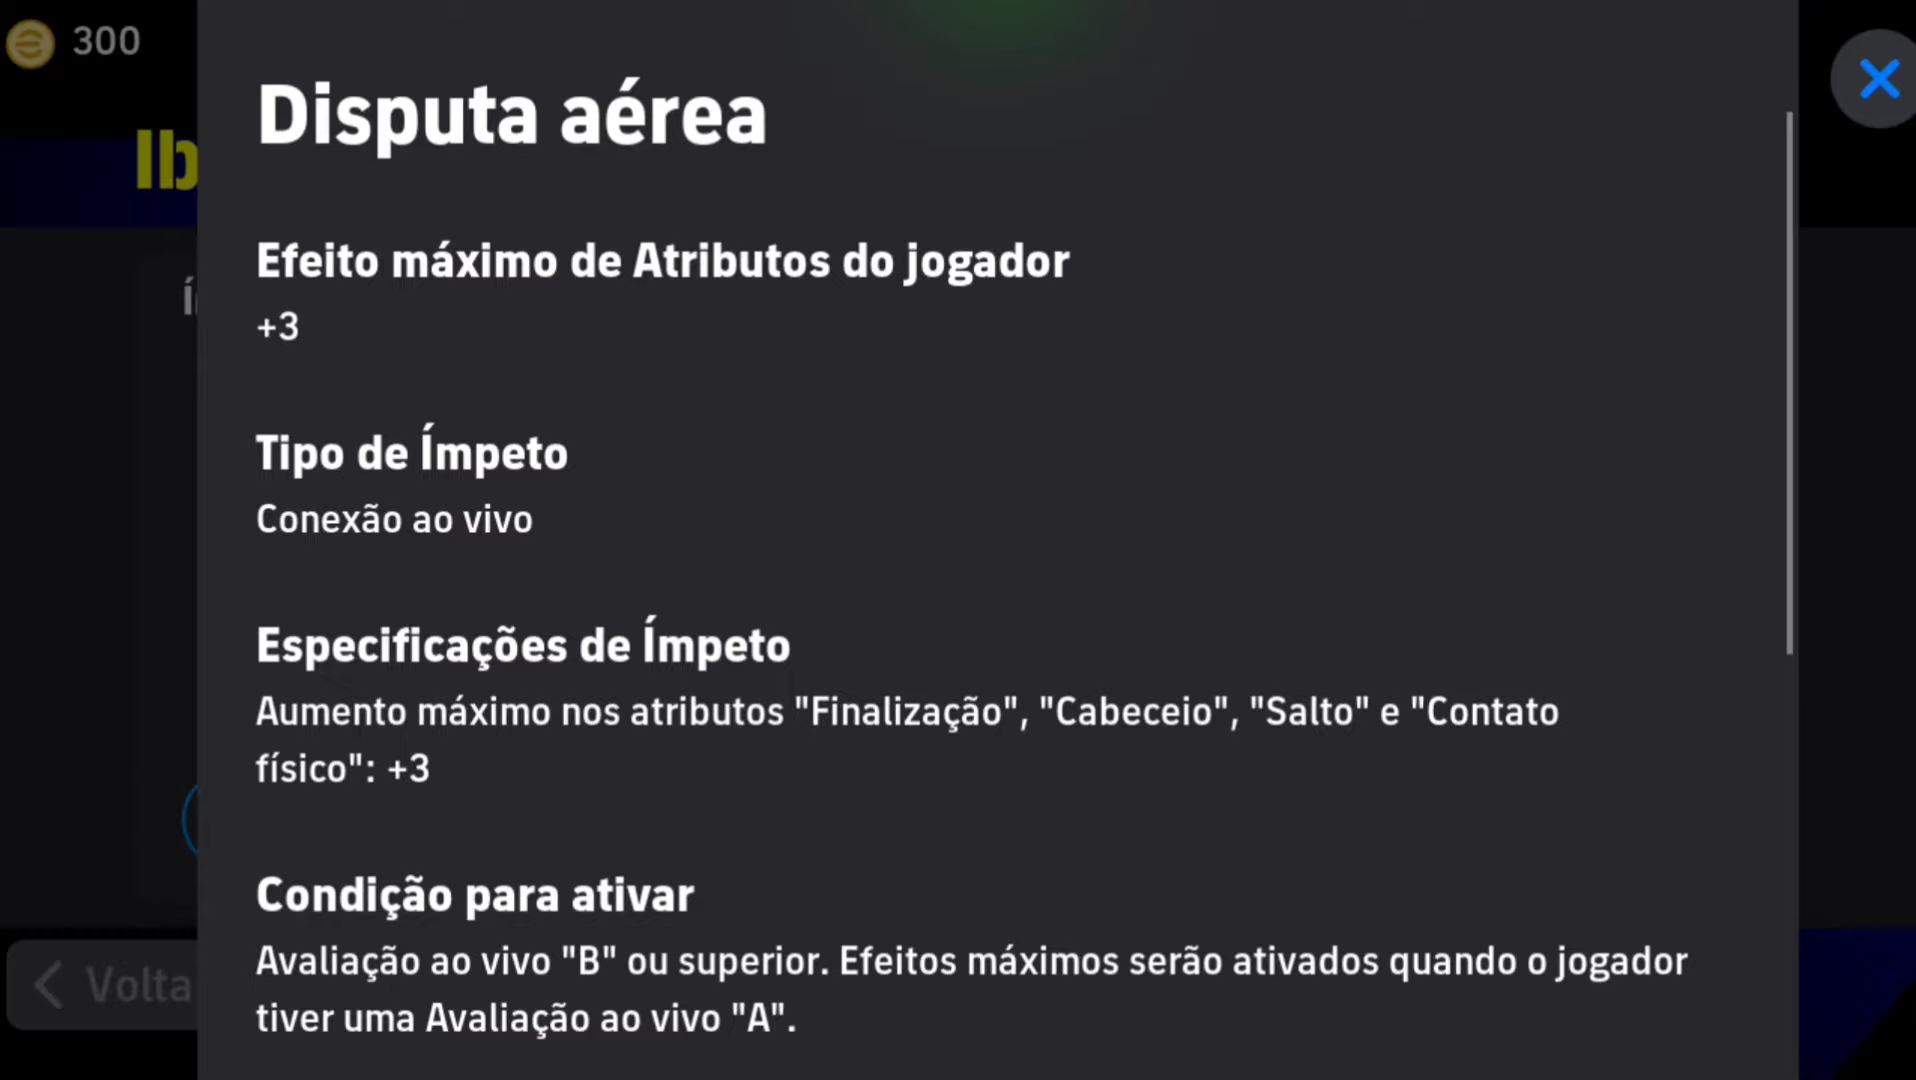 300
Disputa aérea
Ib
Efeito máximo de Atributos do jogador
+3
Tipo de Ímpeto
Conexão ao vivo
Especificações de Ímpeto
Aumento máximo nos atributos "Finalização", "Cabeceio", "Salto" e "Contato
físico": +3
Condição para ativar
Avaliação ao vivo "B" ou superior. Efeitos máximos serão ativados quando o jogador
Volta
tiver uma Avaliação ao vivo "A".